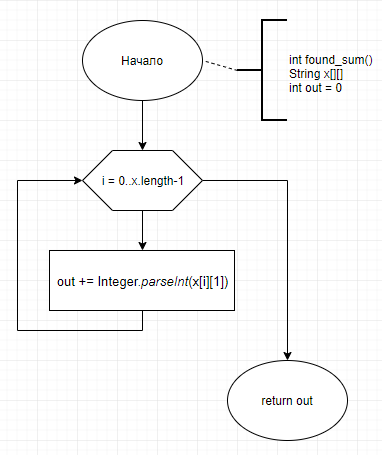 Начало
int found_sum()
String x[][]
int out = 0
i = 0..x.length-1
out += Integer.parseInt(x[i][1])
return out